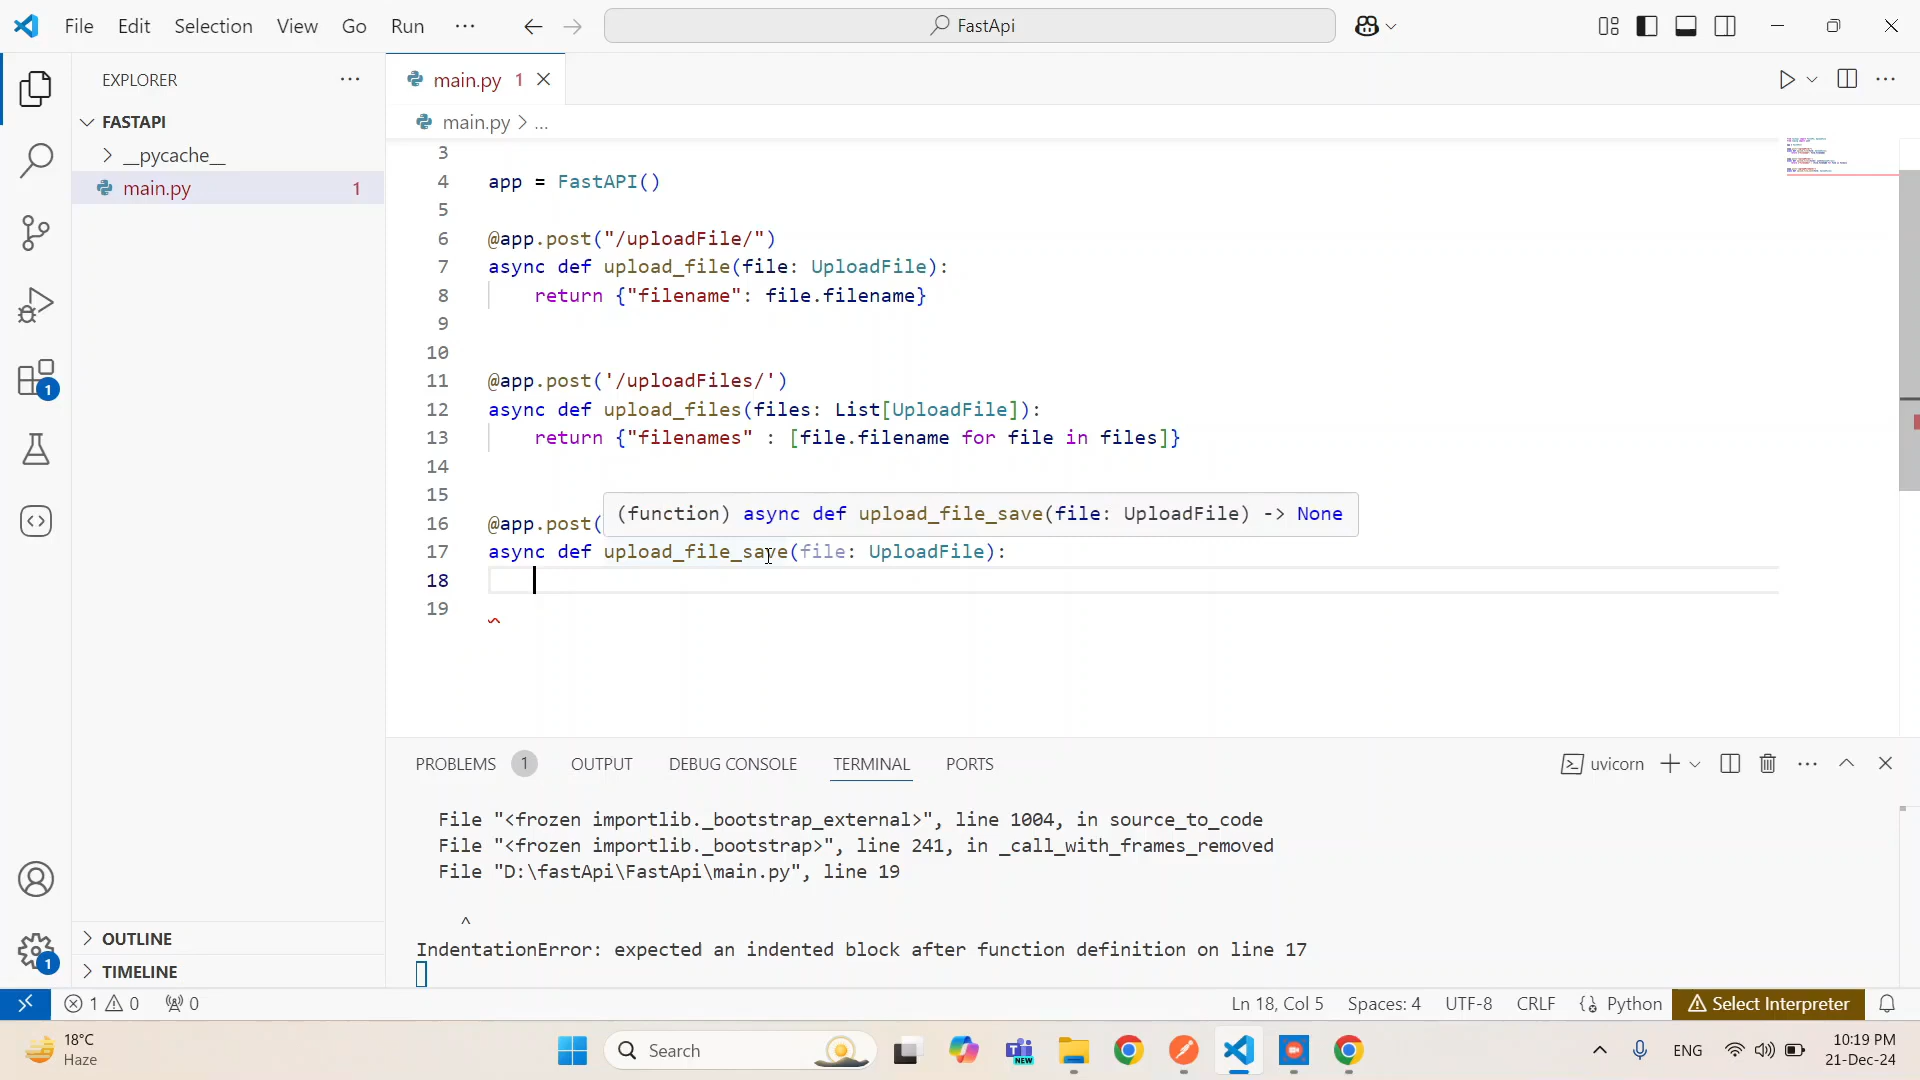 File Edit Selection View Go Run ··· FastApi
EXPLORER ···
main.py 1
FASTAPI
main.py > ...
__pycache__
main.py 1
3
4 app = FastAPI()
5
6 @app.post("/uploadFile/")
7 async def upload_file(file: UploadFile):
8 return {"filename": file.filename}
9
10
11 @app.post('/uploadFiles/')
12 async def upload_files(files: List[UploadFile]):
13 return {"filenames" : [file.filename for file in files]}
14
15
(function) async def upload_file_save(file: UploadFile) -> None
16 @app.post(
17 async def upload_file_save(file: UploadFile):
18
19
PROBLEMS 1 OUTPUT DEBUG CONSOLE TERMINAL PORTS uvicorn
File "<frozen importlib._bootstrap_external>", line 1004, in source_to_code
File "<frozen importlib._bootstrap>", line 241, in _call_with_frames_removed
File "D:\fastApi\FastApi\main.py", line 19
^
IndentationError: expected an indented block after function definition on line 17
1
1
OUTLINE
TIMELINE
1 0 0 Ln 18, Col 5 Spaces: 4 UTF-8 CRLF Python Select Interpreter
18°C
Haze
Search
NEW
ENG
10:19 PM
21-Dec-24